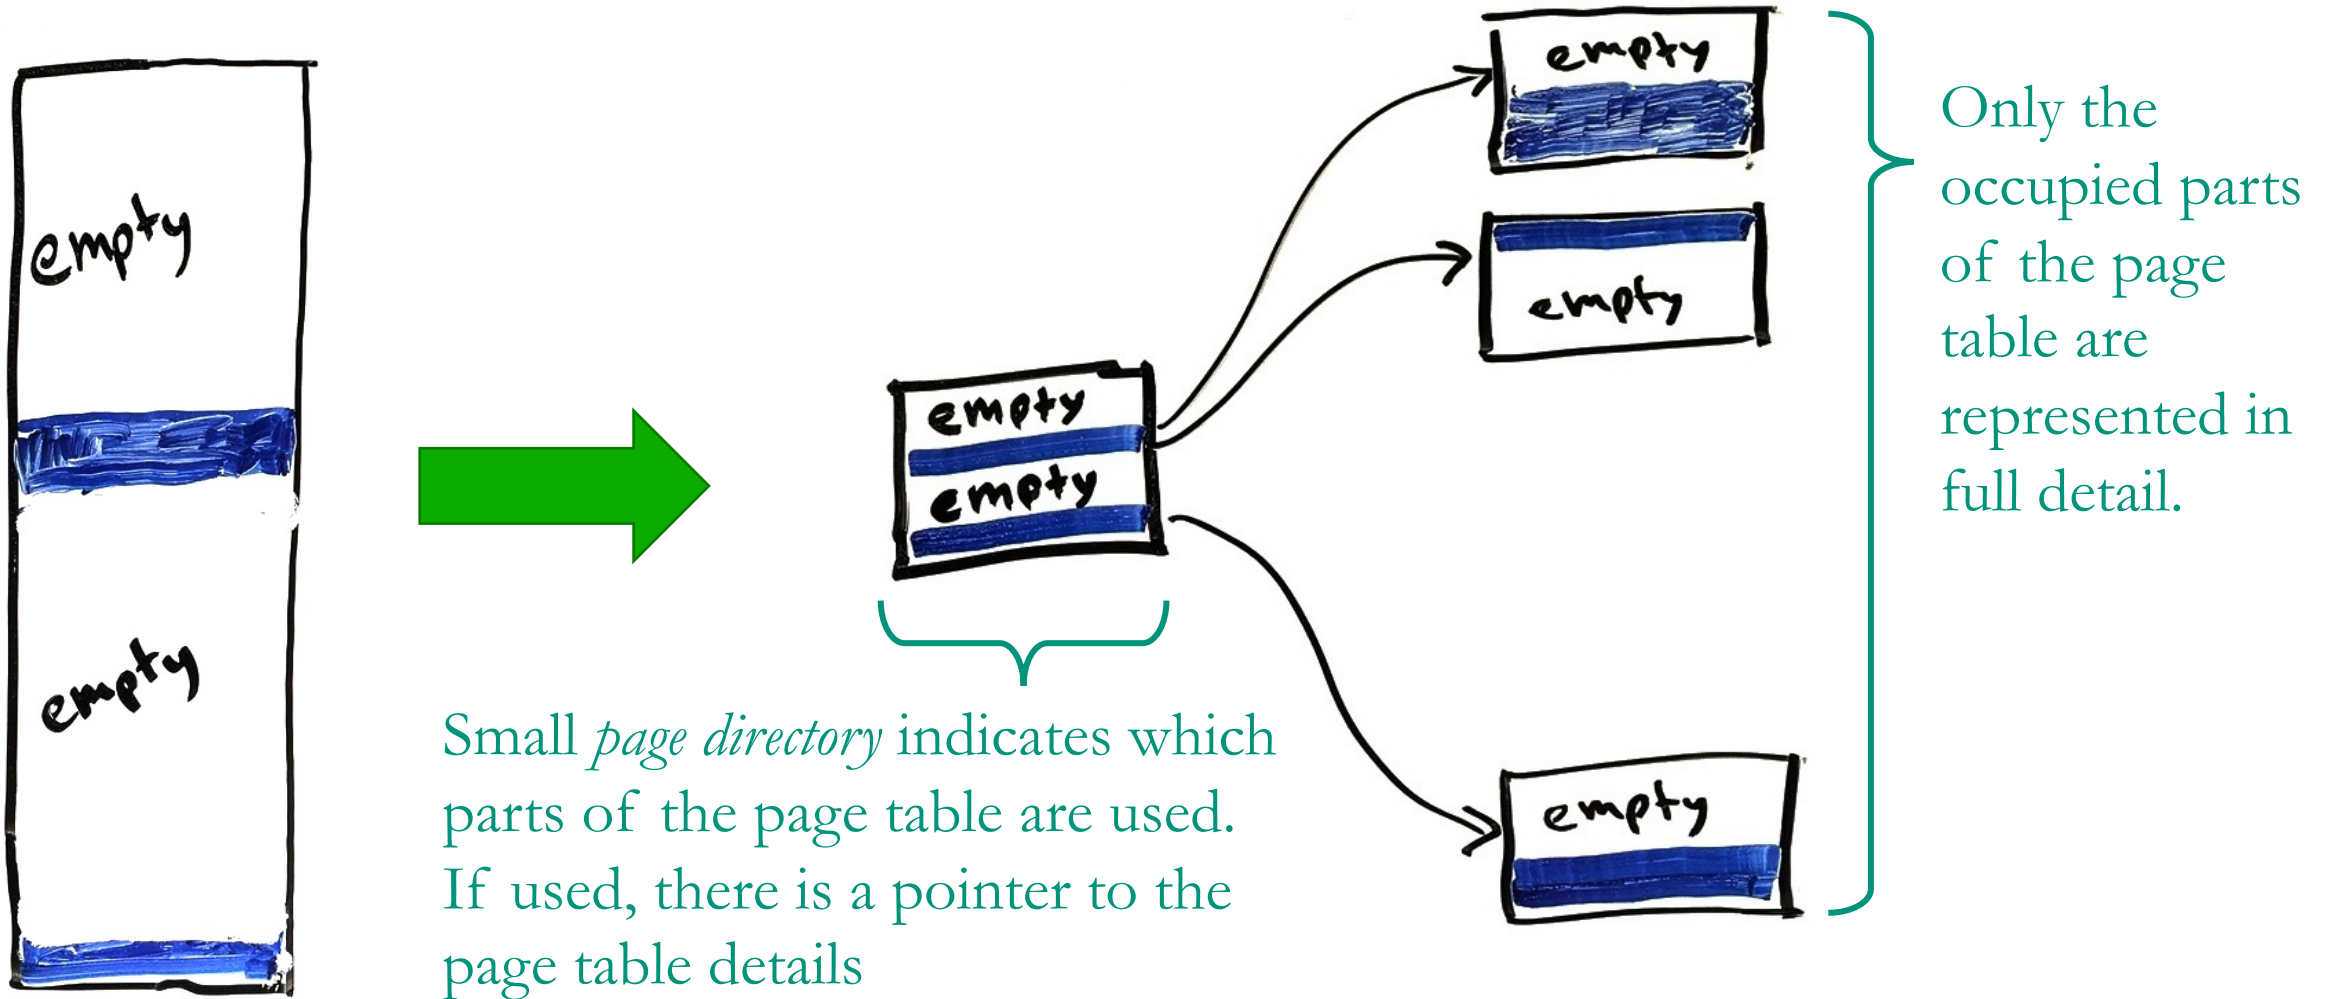 empty
empty
empty
empty
Small page directory indicates which
parts of the page table are used.
If used, there is a pointer to the
page table details
empty
empty
empty
Only the
occupied parts
of the page
table are
represented in
full detail.